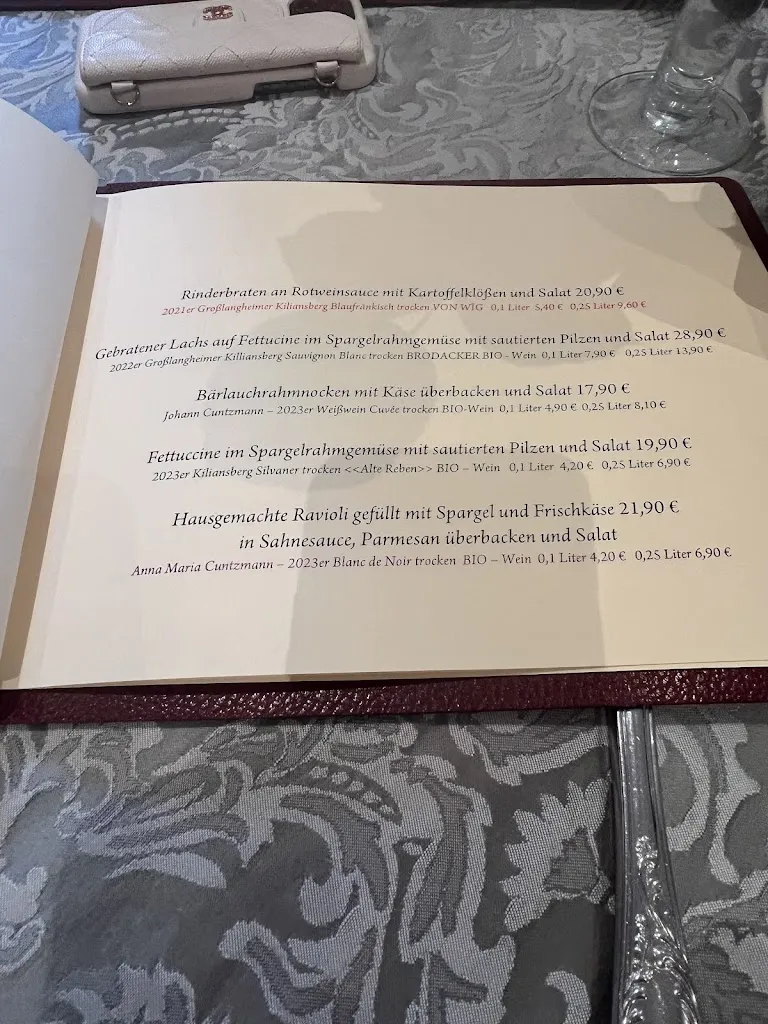 Rinderbraten an Rotweinsauce mit Kartoffelklößen und Salat 20,90 €
2021er Großlangheimer Kiliansberg Blaufränkisch trocken VON WIG 0,1 Liter 5,40 € 0,25 Liter 9,60 €
Gebratener Lachs auf Fettucine im Spargelrahmgemüse mit sautierten Pilzen und Salat 28,90 €
2022er Großlangheimer Killiansberg Sauvignon Blanc trocken BRODACKER BIO - Wein 0,1 Liter 7,90 € 0,25 Liter 13,90 €
Bärlauchrahmnocken mit Käse überbacken und Salat 17,90 €
Johann Cuntzmann – 2023er Weißwein Cuvée trocken BIO-Wein 0,1 Liter 4,90 € 0,25 Liter 8,10 €
Fettuccine im Spargelrahmgemüse mit sautierten Pilzen und Salat 19,90 €
2023er Kiliansberg Silvaner trocken <<Alte Reben>> BIO – Wein 0,1 Liter 4,20 € 0,25 Liter 6,90 €
Hausgemachte Ravioli gefüllt mit Spargel und Frischkäse 21,90 €
in Sahnesauce, Parmesan überbacken und Salat
Anna Maria Cuntzmann – 2023er Blanc de Noir trocken BIO – Wein 0,1 Liter 4,20 € 0,25 Liter 6,90 €